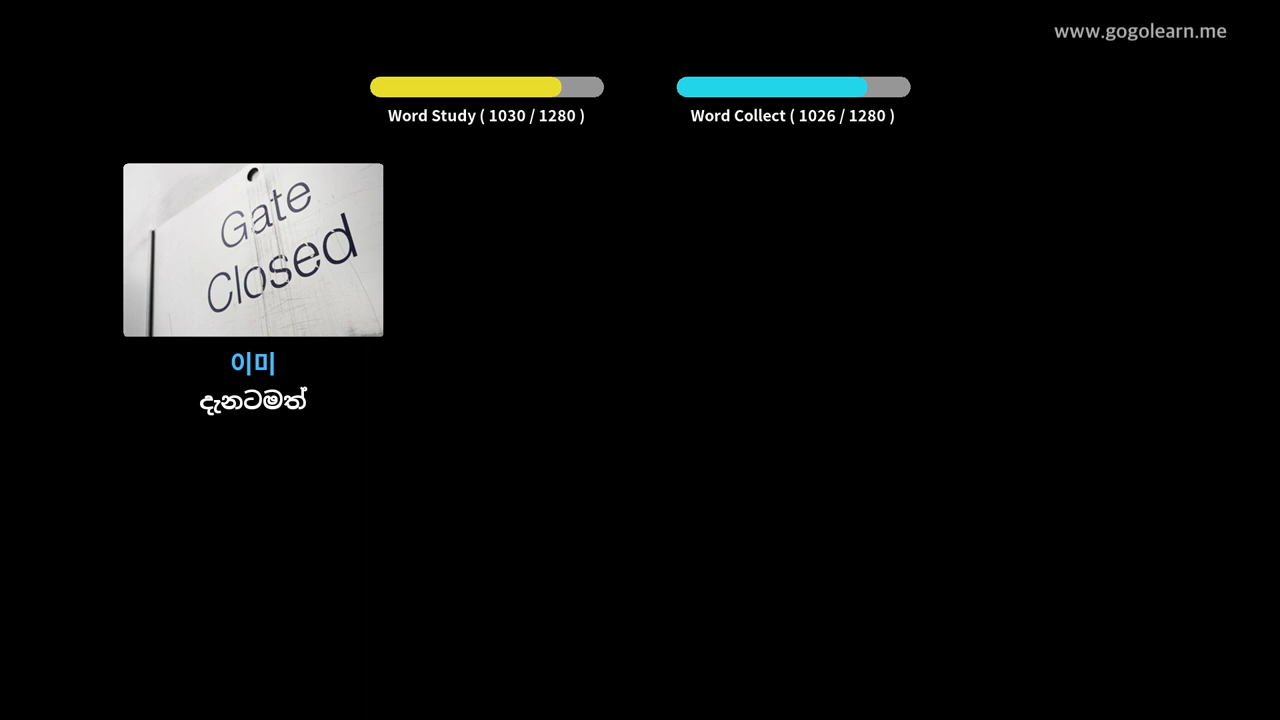 www.gogolearn.me
Word Study ( 1030 / 1280 )
Word Collect ( 1026 / 1280 )
Gate
Closed
이미
දැනටමත්